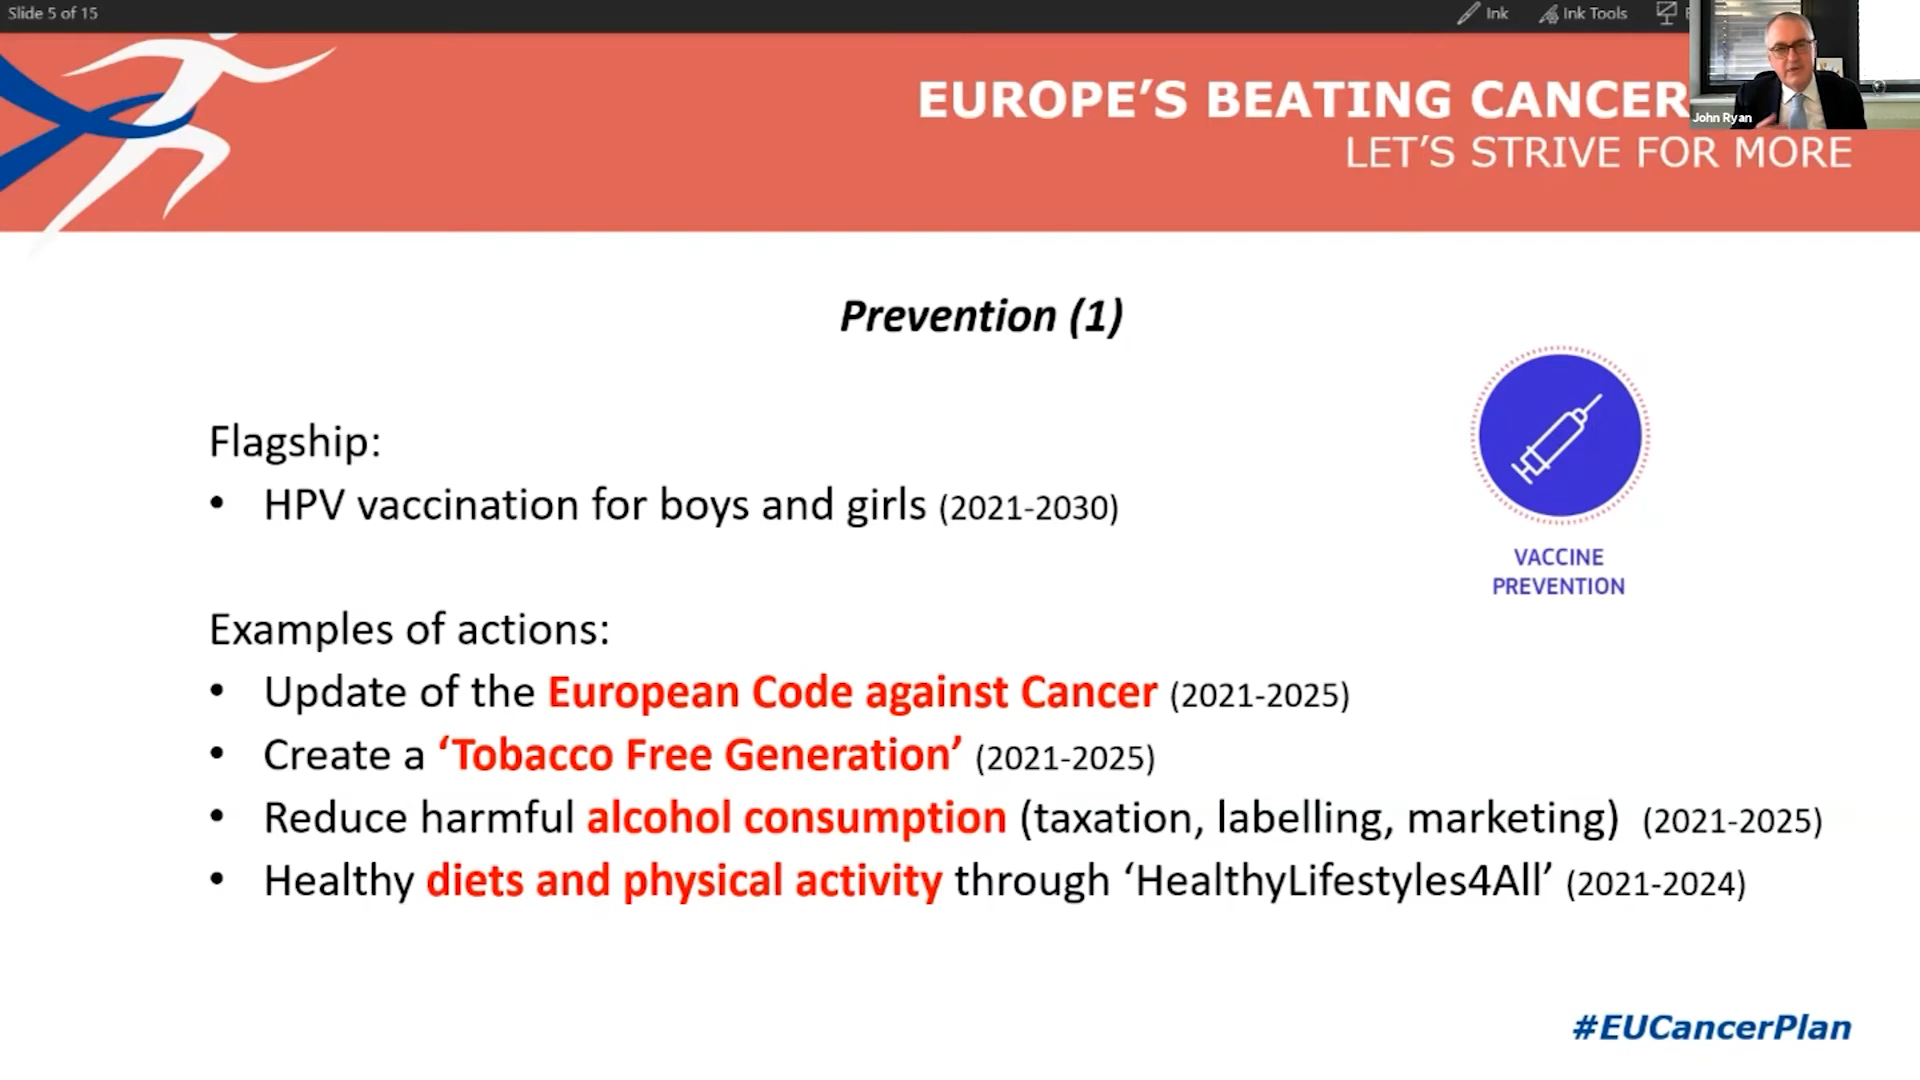 Slide 5 of 15
Ink
Ink Tools
John Ryan
EUROPE’S BEATING CANCER
LET’S STRIVE FOR MORE
Prevention (1)
Flagship:
• HPV vaccination for boys and girls (2021-2030)
VACCINE
PREVENTION
Examples of actions:
• Update of the European Code against Cancer (2021-2025)
• Create a ‘Tobacco Free Generation’ (2021-2025)
• Reduce harmful alcohol consumption (taxation, labelling, marketing) (2021-2025)
• Healthy diets and physical activity through ‘HealthyLifestyles4All’ (2021-2024)
#EUCancerPlan